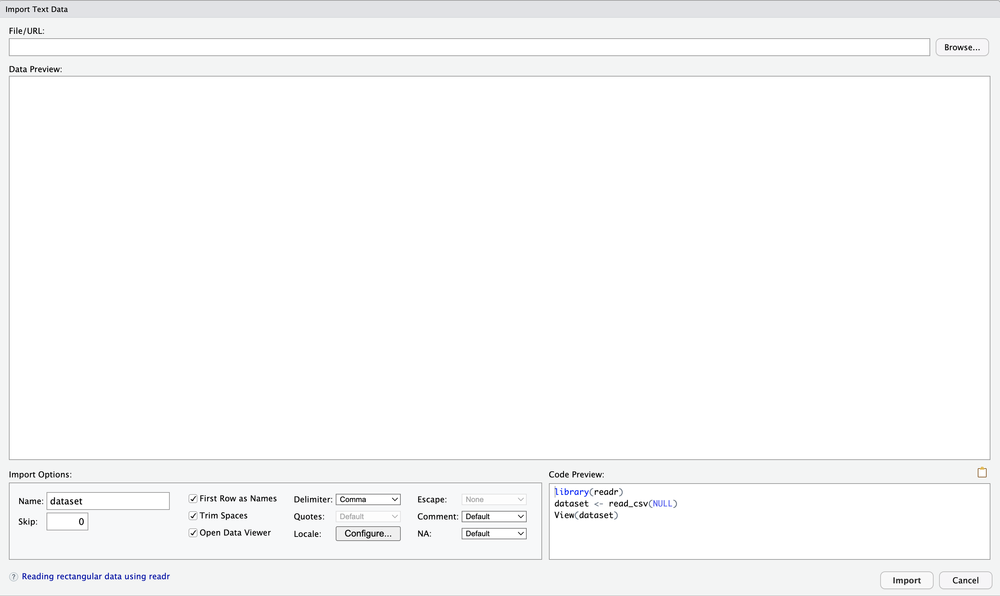 Import Text Data
File/URL:
Browse...
Data Preview:
Import Options:
Name: dataset
Skip: 0
First Row as Names
Trim Spaces
Open Data Viewer
Delimiter: Comma
Quotes: Default
Locale: Configure...
Escape: None
Comment: Default
NA: Default
Code Preview:
library(readr)
dataset <- read_csv(NULL)
View(dataset)
? Reading rectangular data using readr
Import
Cancel